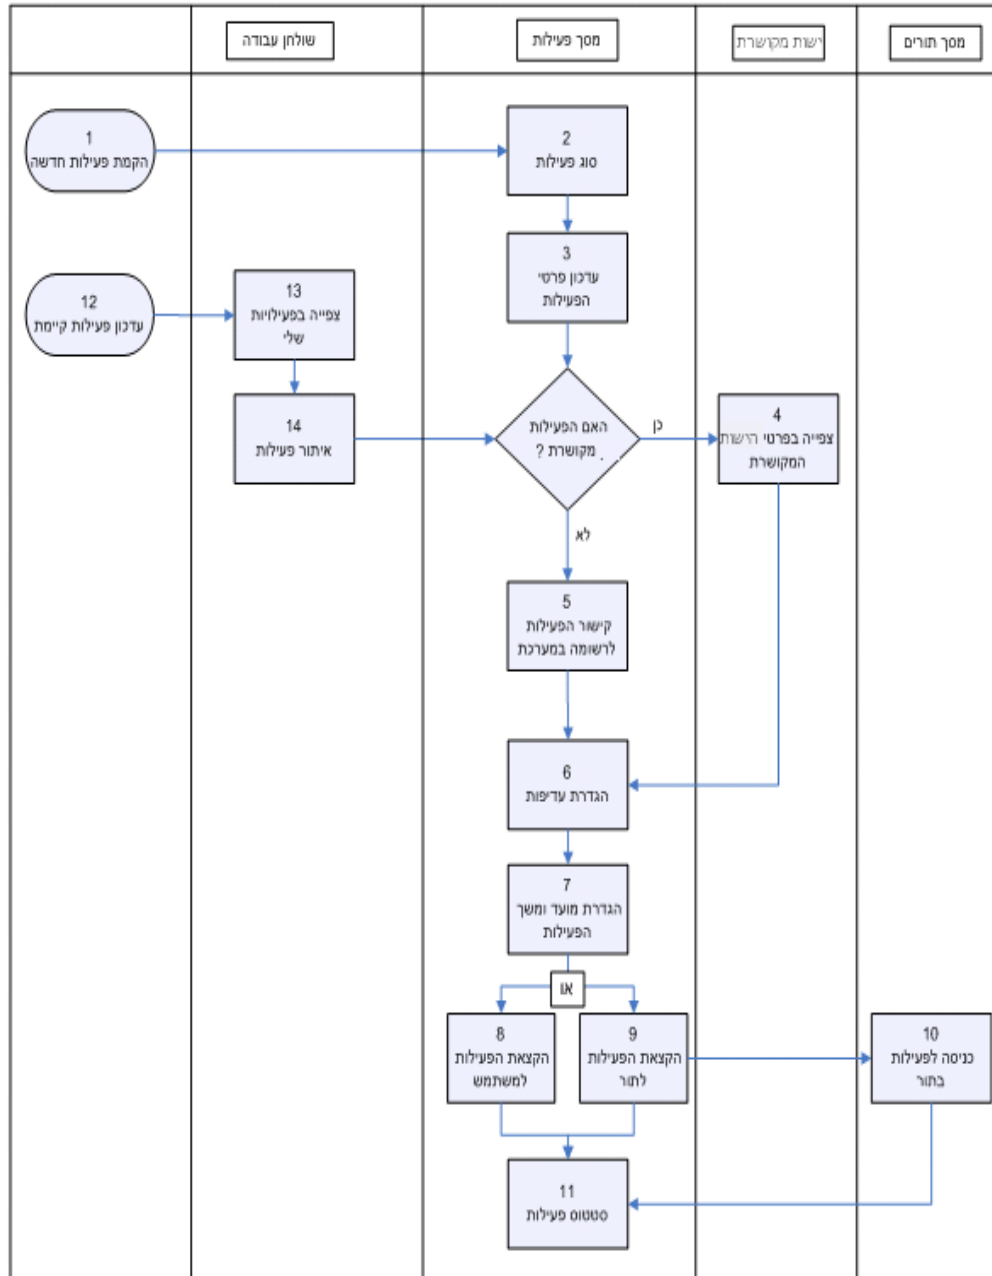 מסך תורים
ישות מקושרת
מסך פעילות
שולחן עבודה
1
הקמת פעילות חדשה
2
סוג פעילות
3
עדכון פרטי
הפעילות
12
עדכון פעילות קיימת
13
צפייה בפעילויות
שלי
14
איתור פעילות
האם הפעילות
מקושרת ?
כן
4
צפייה בפרטי הישות
המקושרת
לא
5
קישור הפעילות
לרשומה במערכת
6
הגדרת עדיפות
7
הגדרת מועד ומשך
הפעילות
או
8
הקצאת הפעילות
למשתמש
9
הקצאת הפעילות
לתור
10
כניסה לפעילות
בתור
11
סטטוס פעילות